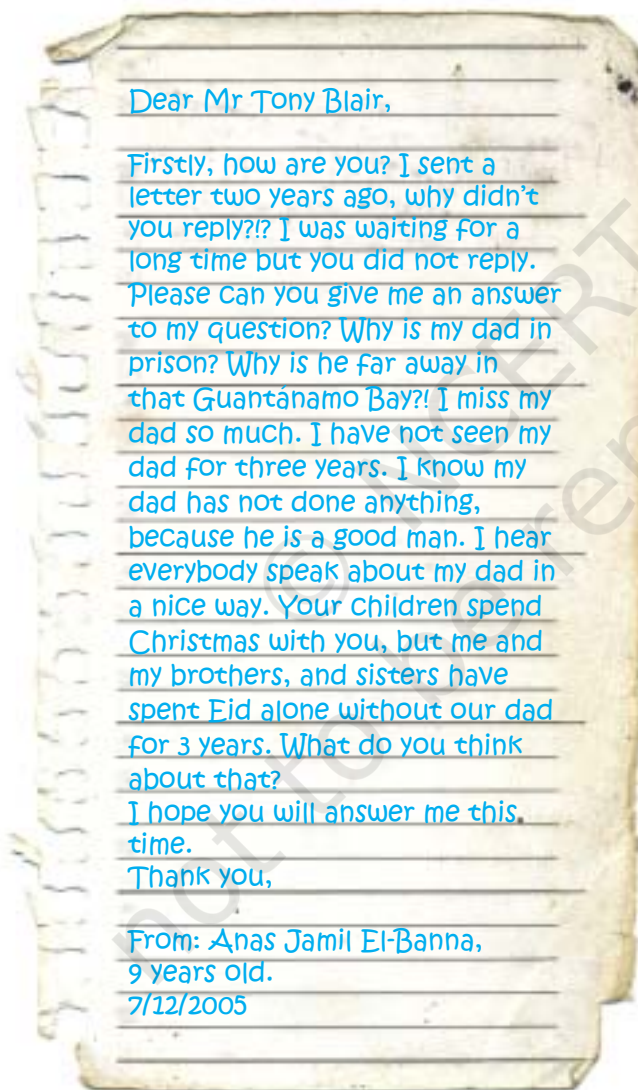 Dear Mr Tony Blair,
Firstly, how are you? I sent a
letter two years ago, why didn't
you reply?!? I was waiting for a
long time but you did not reply.
Please can you give me an answer
to my question? Why is my dad in
prison? Why is he far away in
that Guantánamo Bay?! I miss my
dad so much. I have not seen my
dad for three years. I know my
dad has not done anything,
because he is a good man. I hear
everybody speak about my dad in
a nice way. Your children spend
Christmas with you, but me and
my brothers, and sisters have
spent Eid alone without our dad
for 3 years. What do you think
about that?
I hope you will answer me this
time.
Thank you,
From: Anas Jamil El-Banna,
9 years old.
7/12/2005
© NCERT
not to be